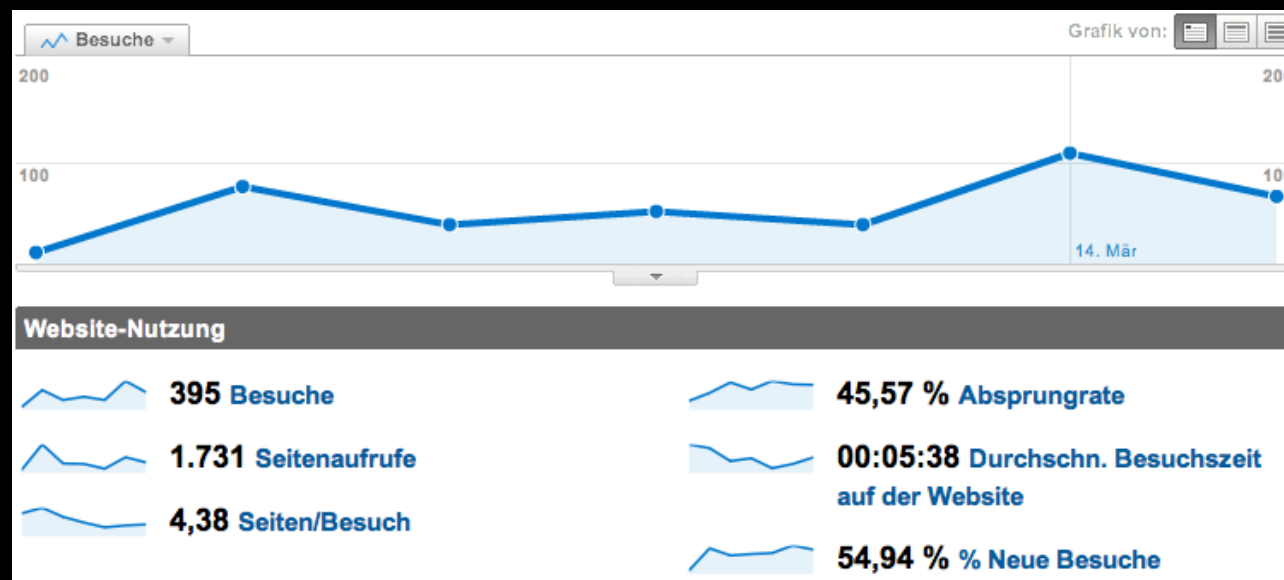 Besuche
Grafik von:
200
100
100
14. Mär
Website-Nutzung
395 Besuche
1.731 Seitenaufrufe
4,38 Seiten/Besuch
45,57 % Absprungrate
00:05:38 Durchschn. Besuchszeit
auf der Website
54,94 % % Neue Besuche